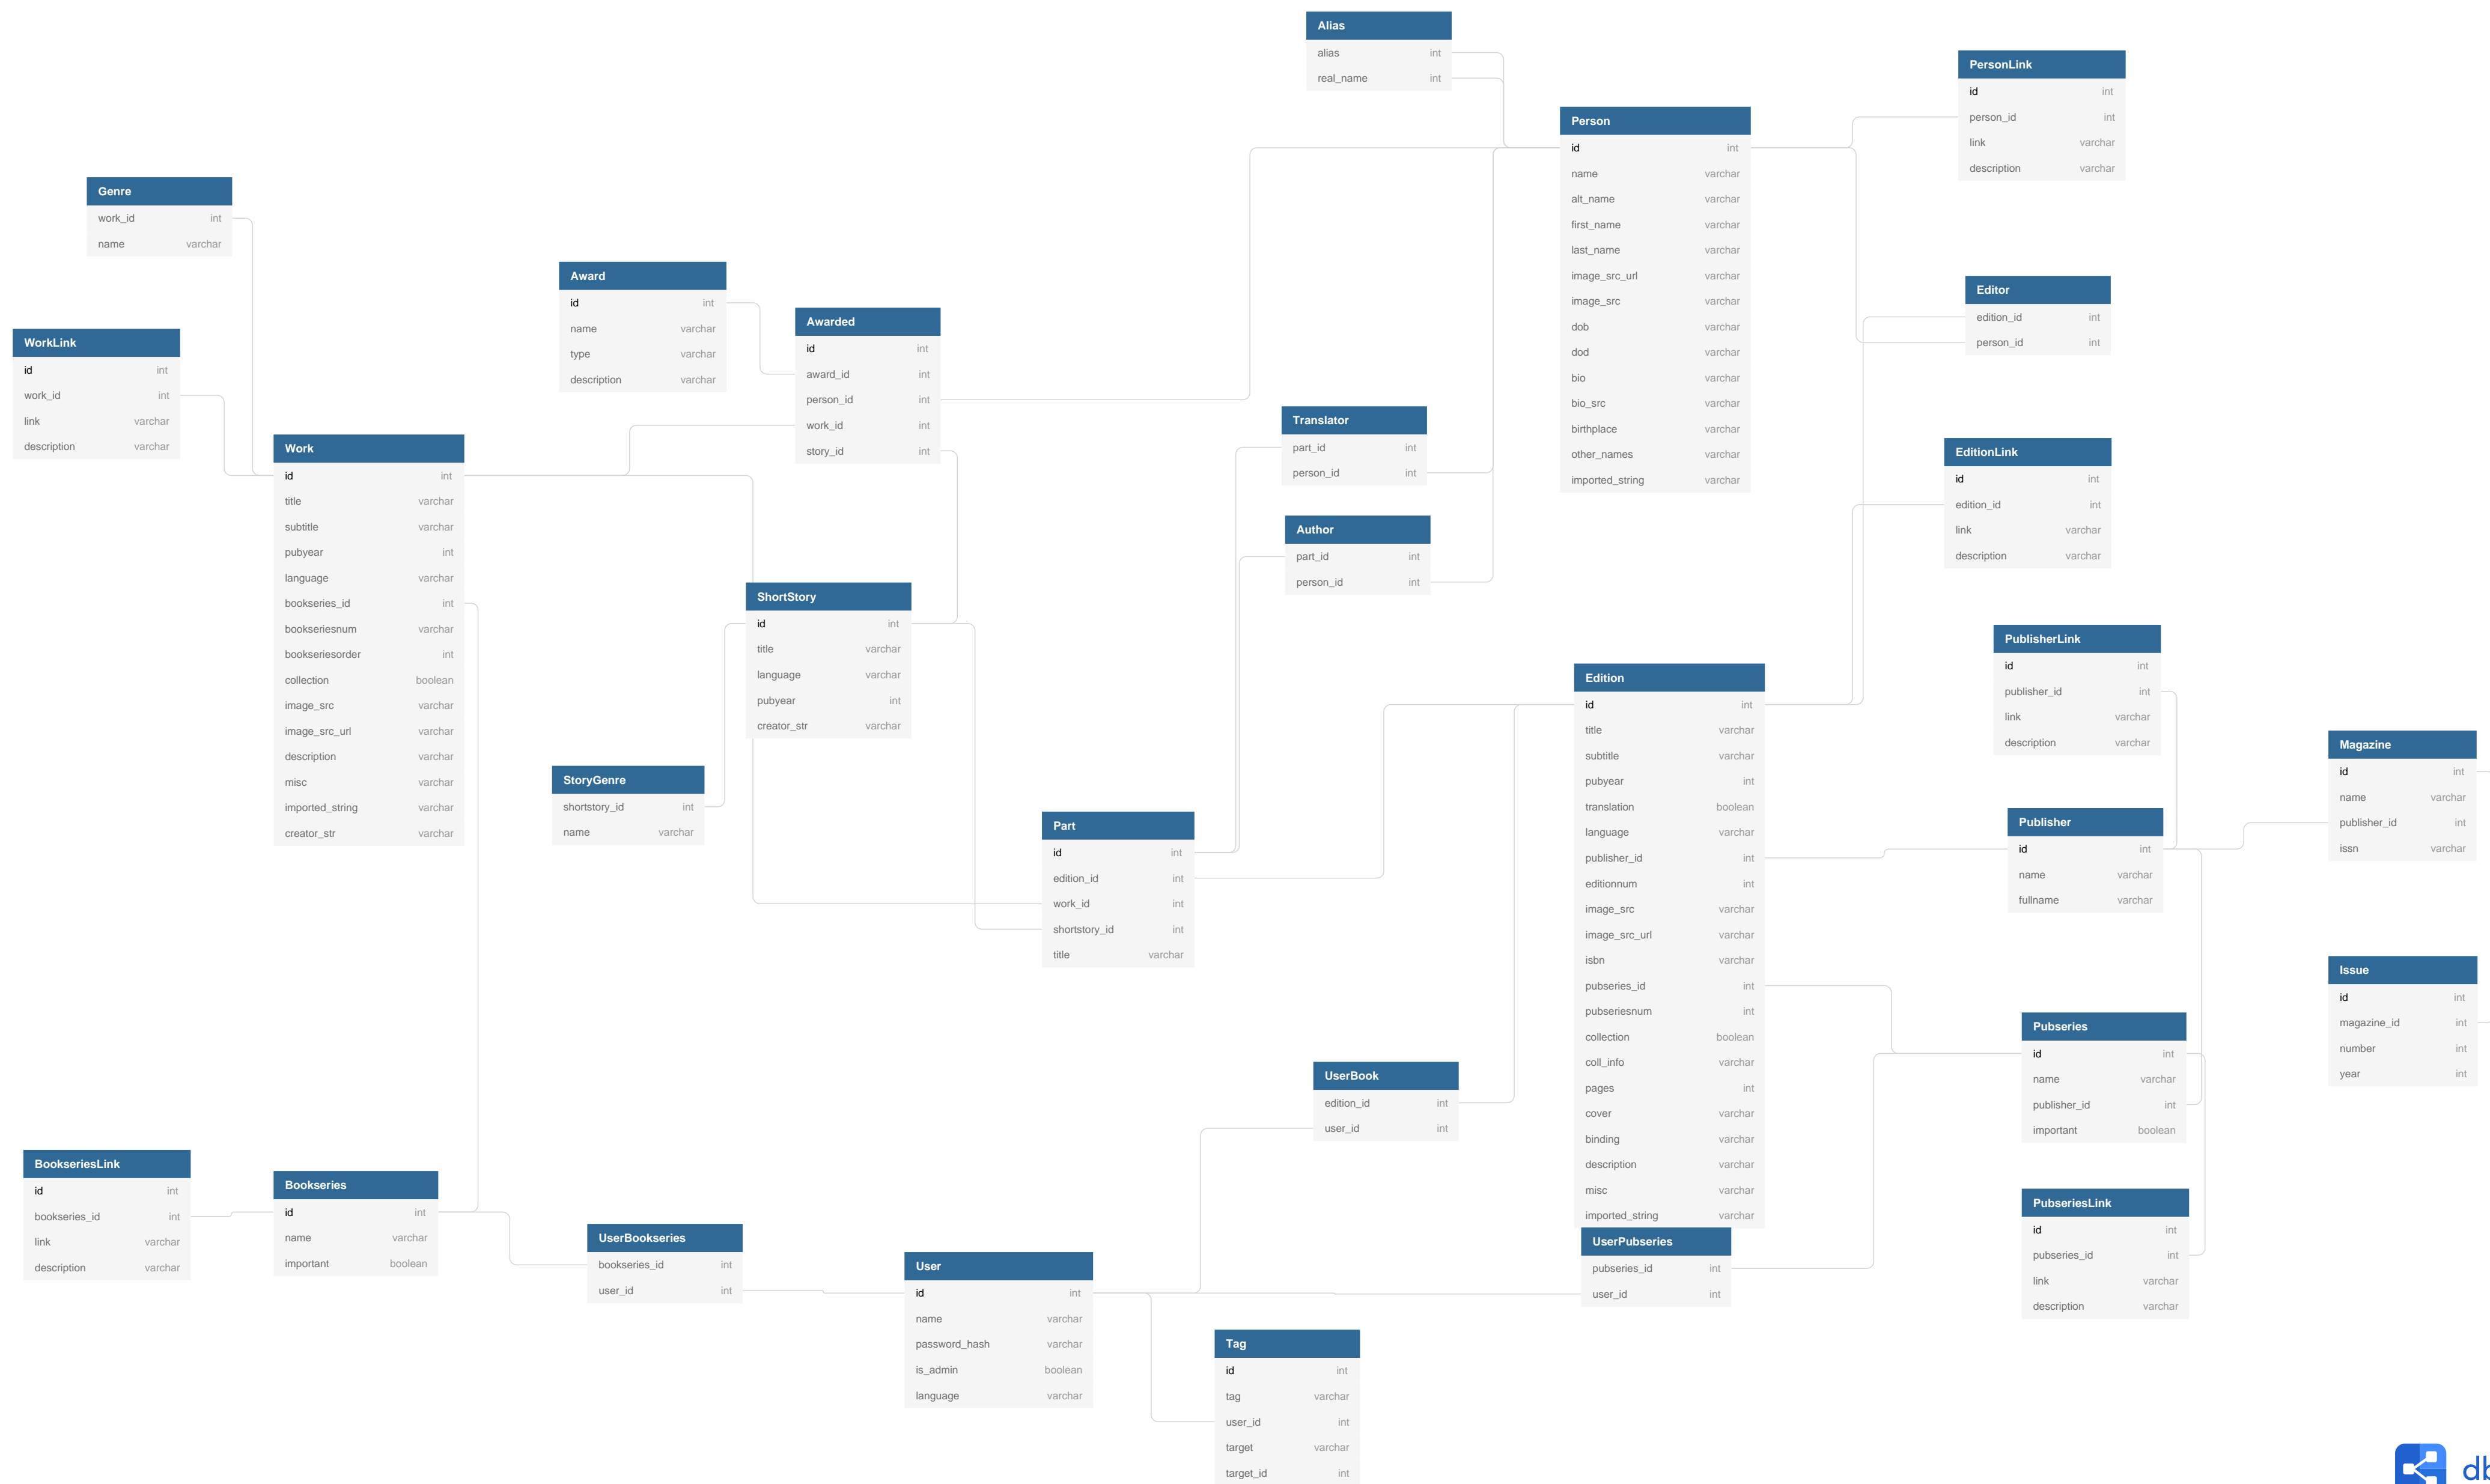 Alias
alias int
real_name int
PersonLink
id int
person_id int
link varchar
description varchar
Person
id int
name varchar
alt_name varchar
first_name varchar
last_name varchar
image_src_url varchar
image_src varchar
dob varchar
dod varchar
bio varchar
bio_src varchar
birthplace varchar
other_names varchar
imported_string varchar
Genre
work_id int
name varchar
Award
id int
name varchar
type varchar
description varchar
Editor
edition_id int
person_id int
Awarded
id int
award_id int
person_id int
work_id int
story_id int
WorkLink
id int
work_id int
link varchar
description varchar
Translator
part_id int
person_id int
Work
id int
title varchar
subtitle varchar
pubyear int
language varchar
bookseries_id int
bookseriesnum varchar
bookseriesorder int
collection boolean
image_src varchar
image_src_url varchar
description varchar
misc varchar
imported_string varchar
creator_str varchar
EditionLink
id int
edition_id int
link varchar
description varchar
Author
part_id int
person_id int
ShortStory
id int
title varchar
language varchar
pubyear int
creator_str varchar
PublisherLink
id int
publisher_id int
link varchar
description varchar
Edition
id int
title varchar
subtitle varchar
pubyear int
translation boolean
language varchar
publisher_id int
editionnum int
image_src varchar
image_src_url varchar
isbn varchar
pubseries_id int
pubseriesnum int
collection boolean
coll_info varchar
pages int
cover varchar
binding varchar
description varchar
misc varchar
imported_string varchar
Magazine
id int
name varchar
publisher_id int
issn varchar
StoryGenre
shortstory_id int
name varchar
Publisher
id int
name varchar
fullname varchar
Part
id int
edition_id int
work_id int
shortstory_id int
title varchar
Issue
id int
magazine_id int
number int
year int
Pubseries
id int
name varchar
publisher_id int
important boolean
UserBook
edition_id int
user_id int
BookseriesLink
id int
bookseries_id int
link varchar
description varchar
Bookseries
id int
name varchar
important boolean
PubseriesLink
id int
pubseries_id int
link varchar
description varchar
UserBookseries
bookseries_id int
user_id int
UserPubseries
pubseries_id int
user_id int
User
id int
name varchar
password_hash varchar
is_admin boolean
language varchar
Tag
id int
tag varchar
user_id int
target varchar
target_id int